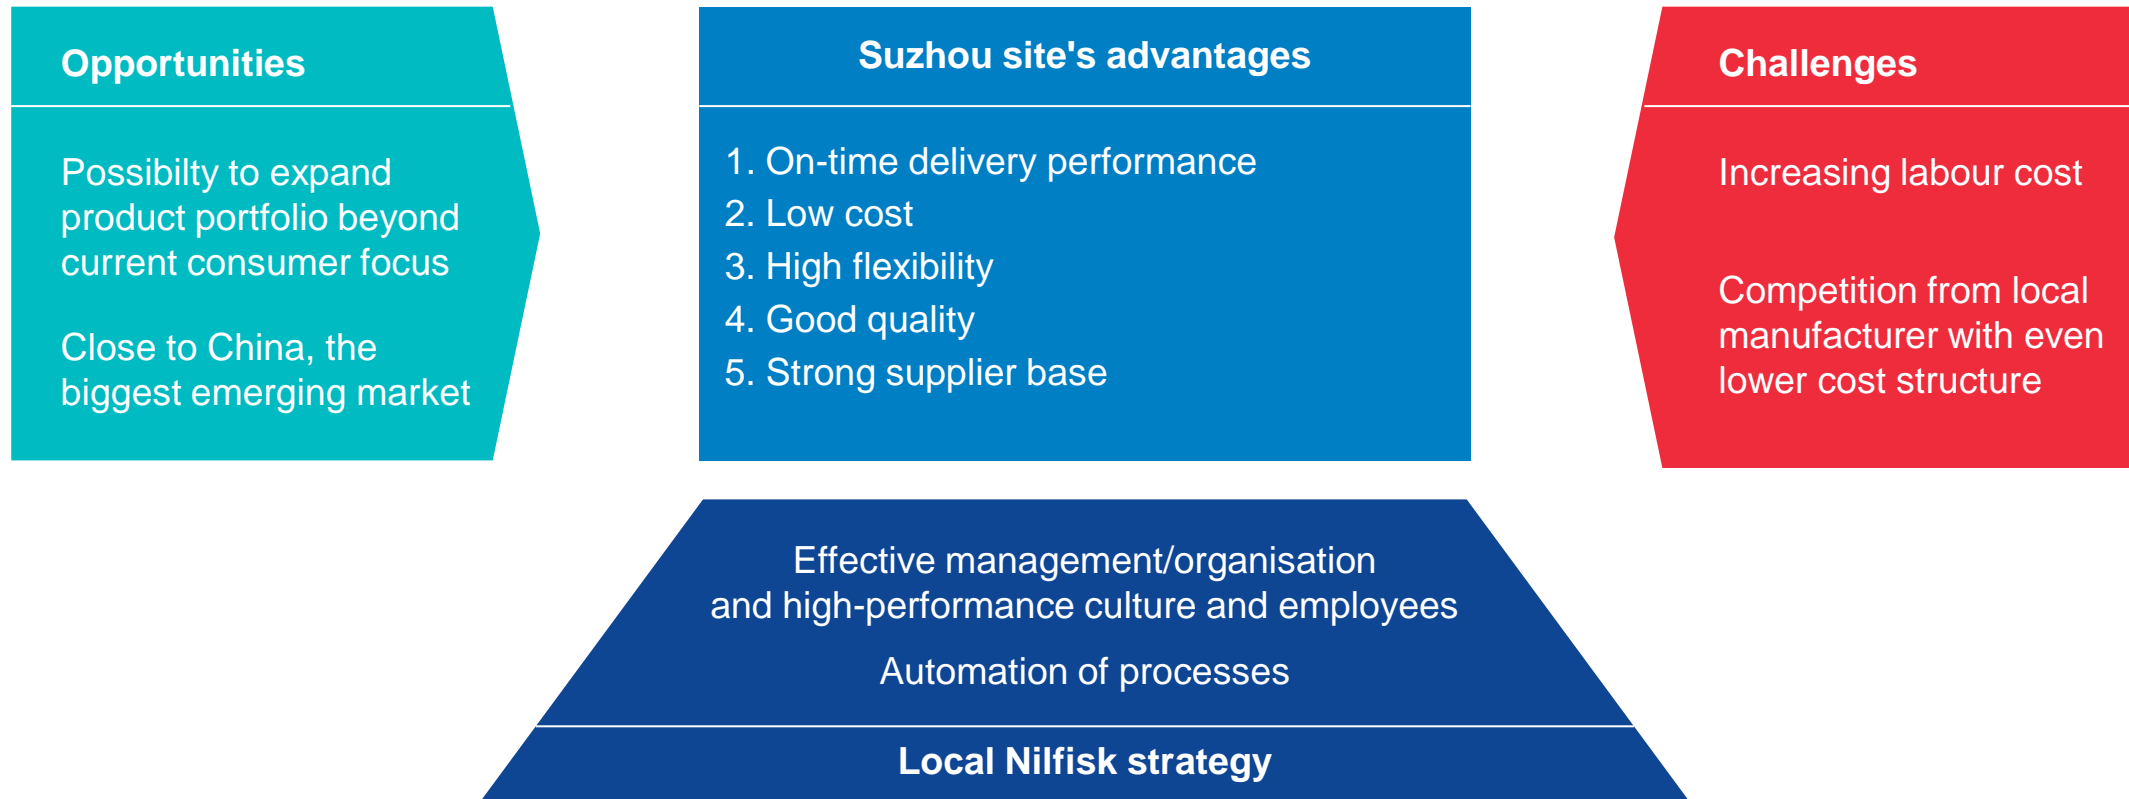 Opportunities
Possibilty to expand
product portfolio beyond
current consumer focus
Close to China, the
biggest emerging market
Suzhou site's advantages
1. On-time delivery performance
2. Low cost
3. High flexibility
4. Good quality
5. Strong supplier base
Challenges
Increasing labour cost
Competition from local
manufacturer with even
lower cost structure
Effective management/organisation
and high-performance culture and employees
Automation of processes
Local Nilfisk strategy